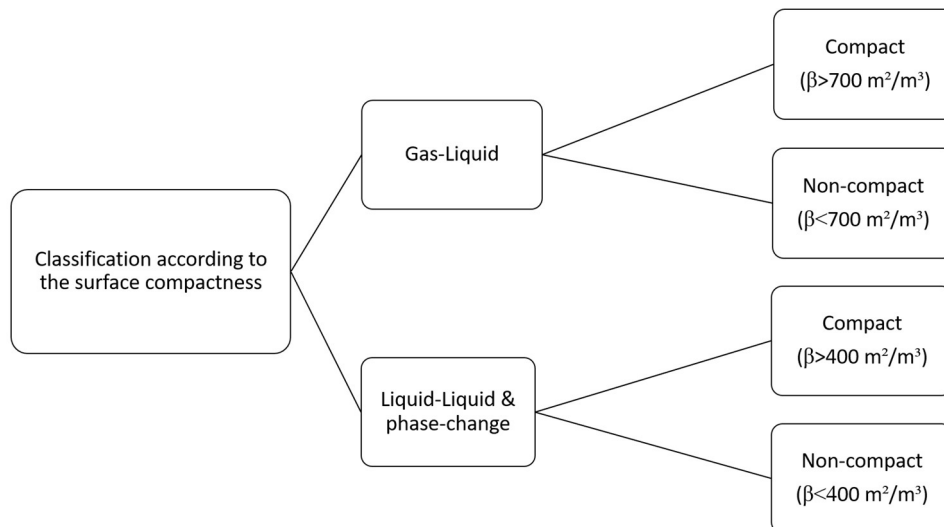 Classification according to
the surface compactness
Gas-Liquid
Compact
(β>700 m²/m³)
Non-compact
(β<700 m²/m³)
Liquid-Liquid &
phase-change
Compact
(β>400 m²/m³)
Non-compact
(β<400 m²/m³)